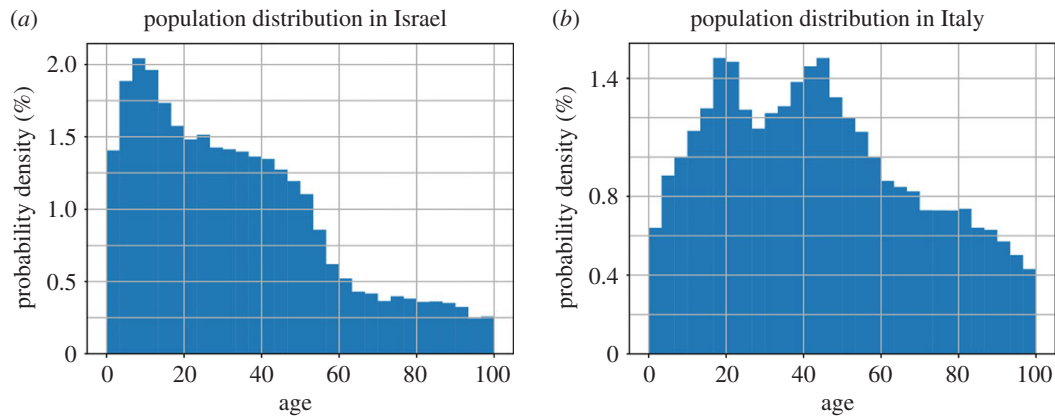 (a) population distribution in Israel
2.0
1.5
1.0
0.5
0
probability density (%)
0 20 40 60 80 100
age
(b) population distribution in Italy
1.4
0.8
0.4
0
probability density (%)
0 20 40 60 80 100
age